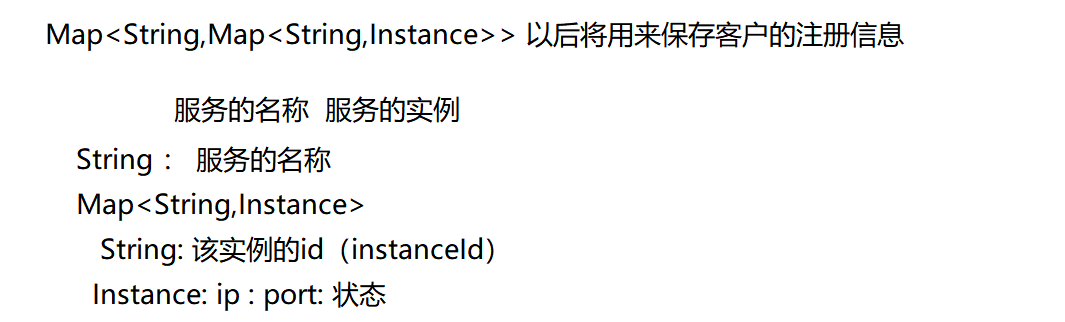 Map<String,Map<String,Instance>> 以后将用来保存客户的注册信息
服务的名称 服务的实例
String： 服务的名称
Map<String,Instance>
String: 该实例的id（instanceId）
Instance: ip : port: 状态